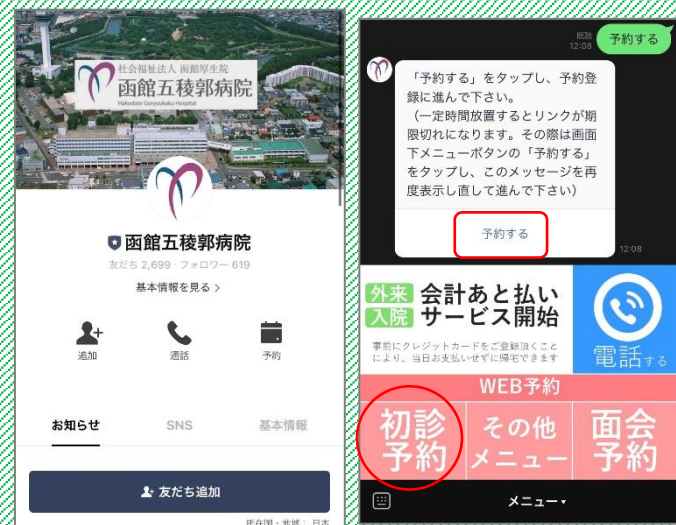 社会福祉法人 函館厚生院
函館五稜郭病院
Hakodate Goryoukaku Hospital
函館五稜郭病院
友だち 2,699 フォロワー 619
基本情報を見る >
追加
通話
予約
お知らせ
SNS
基本情報
友だち追加
所在国・地域： 日本
既読
12:08
予約する
「予約する」をタップし、予約登
録に進んで下さい。
（一定時間放置するとリンクが期
限切れになります。その際は画面
下メニューボタンの「予約する」
をタップし、このメッセージを再
度表示し直して進んで下さい）
予約する
12:08
外来 会計あと払い
入院 サービス開始
事前にクレジットカードをご登録頂くこと
により、当日お支払いせずに帰宅できます
電話する
WEB予約
初診
予約
その他
メニュー
面会
予約
メニュー▼